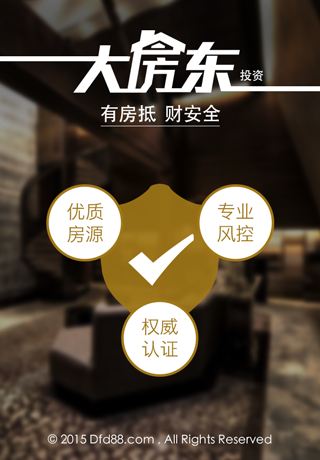 大房东 投资
有房抵 财安全
优质
房源
专业
风控
权威
认证
© 2015 Dfd88.com , All Rights Reserved